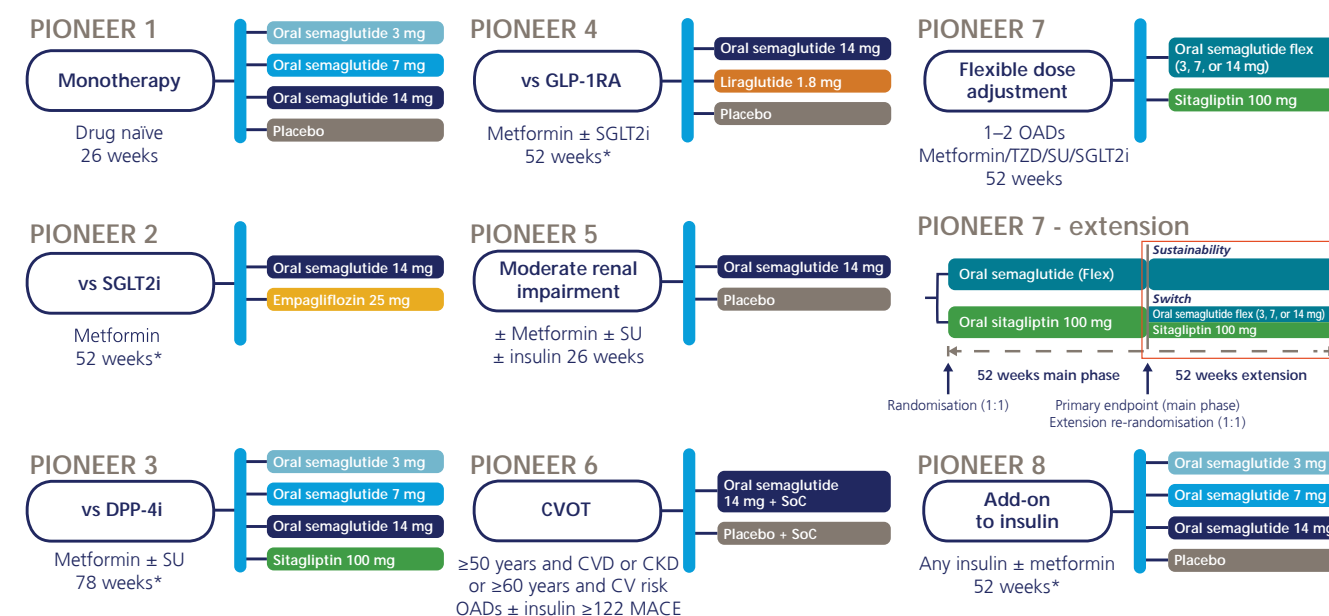 PIONEER 1
Monotherapy
Drug naïve
26 weeks
Oral semaglutide 3 mg
Oral semaglutide 7 mg
Oral semaglutide 14 mg
Placebo
PIONEER 4
vs GLP-1RA
Metformin ± SGLT2i
52 weeks*
Oral semaglutide 14 mg
Liraglutide 1.8 mg
Placebo
PIONEER 7
Flexible dose
adjustment
1–2 OADs
Metformin/TZD/SU/SGLT2i
52 weeks
Oral semaglutide flex
(3, 7, or 14 mg)
Sitagliptin 100 mg
PIONEER 2
vs SGLT2i
Metformin
52 weeks*
Oral semaglutide 14 mg
Empagliflozin 25 mg
PIONEER 5
Moderate renal
impairment
± Metformin ± SU
± insulin 26 weeks
Oral semaglutide 14 mg
Placebo
PIONEER 7 - extension
Sustainability
Oral semaglutide (Flex)
Switch
Oral semaglutide flex (3, 7, or 14 mg)
Oral sitagliptin 100 mg
Sitagliptin 100 mg
52 weeks main phase
52 weeks extension
Randomisation (1:1)
Primary endpoint (main phase)
Extension re-randomisation (1:1)
PIONEER 3
vs DPP-4i
Metformin ± SU
78 weeks*
Oral semaglutide 3 mg
Oral semaglutide 7 mg
Oral semaglutide 14 mg
Sitagliptin 100 mg
PIONEER 6
CVOT
≥50 years and CVD or CKD
or ≥60 years and CV risk
OADs ± insulin ≥122 MACE
Oral semaglutide
14 mg + SoC
Placebo + SoC
PIONEER 8
Add-on
to insulin
Any insulin ± metformin
52 weeks*
Oral semaglutide 3 mg
Oral semaglutide 7 mg
Oral semaglutide 14 mg
Placebo